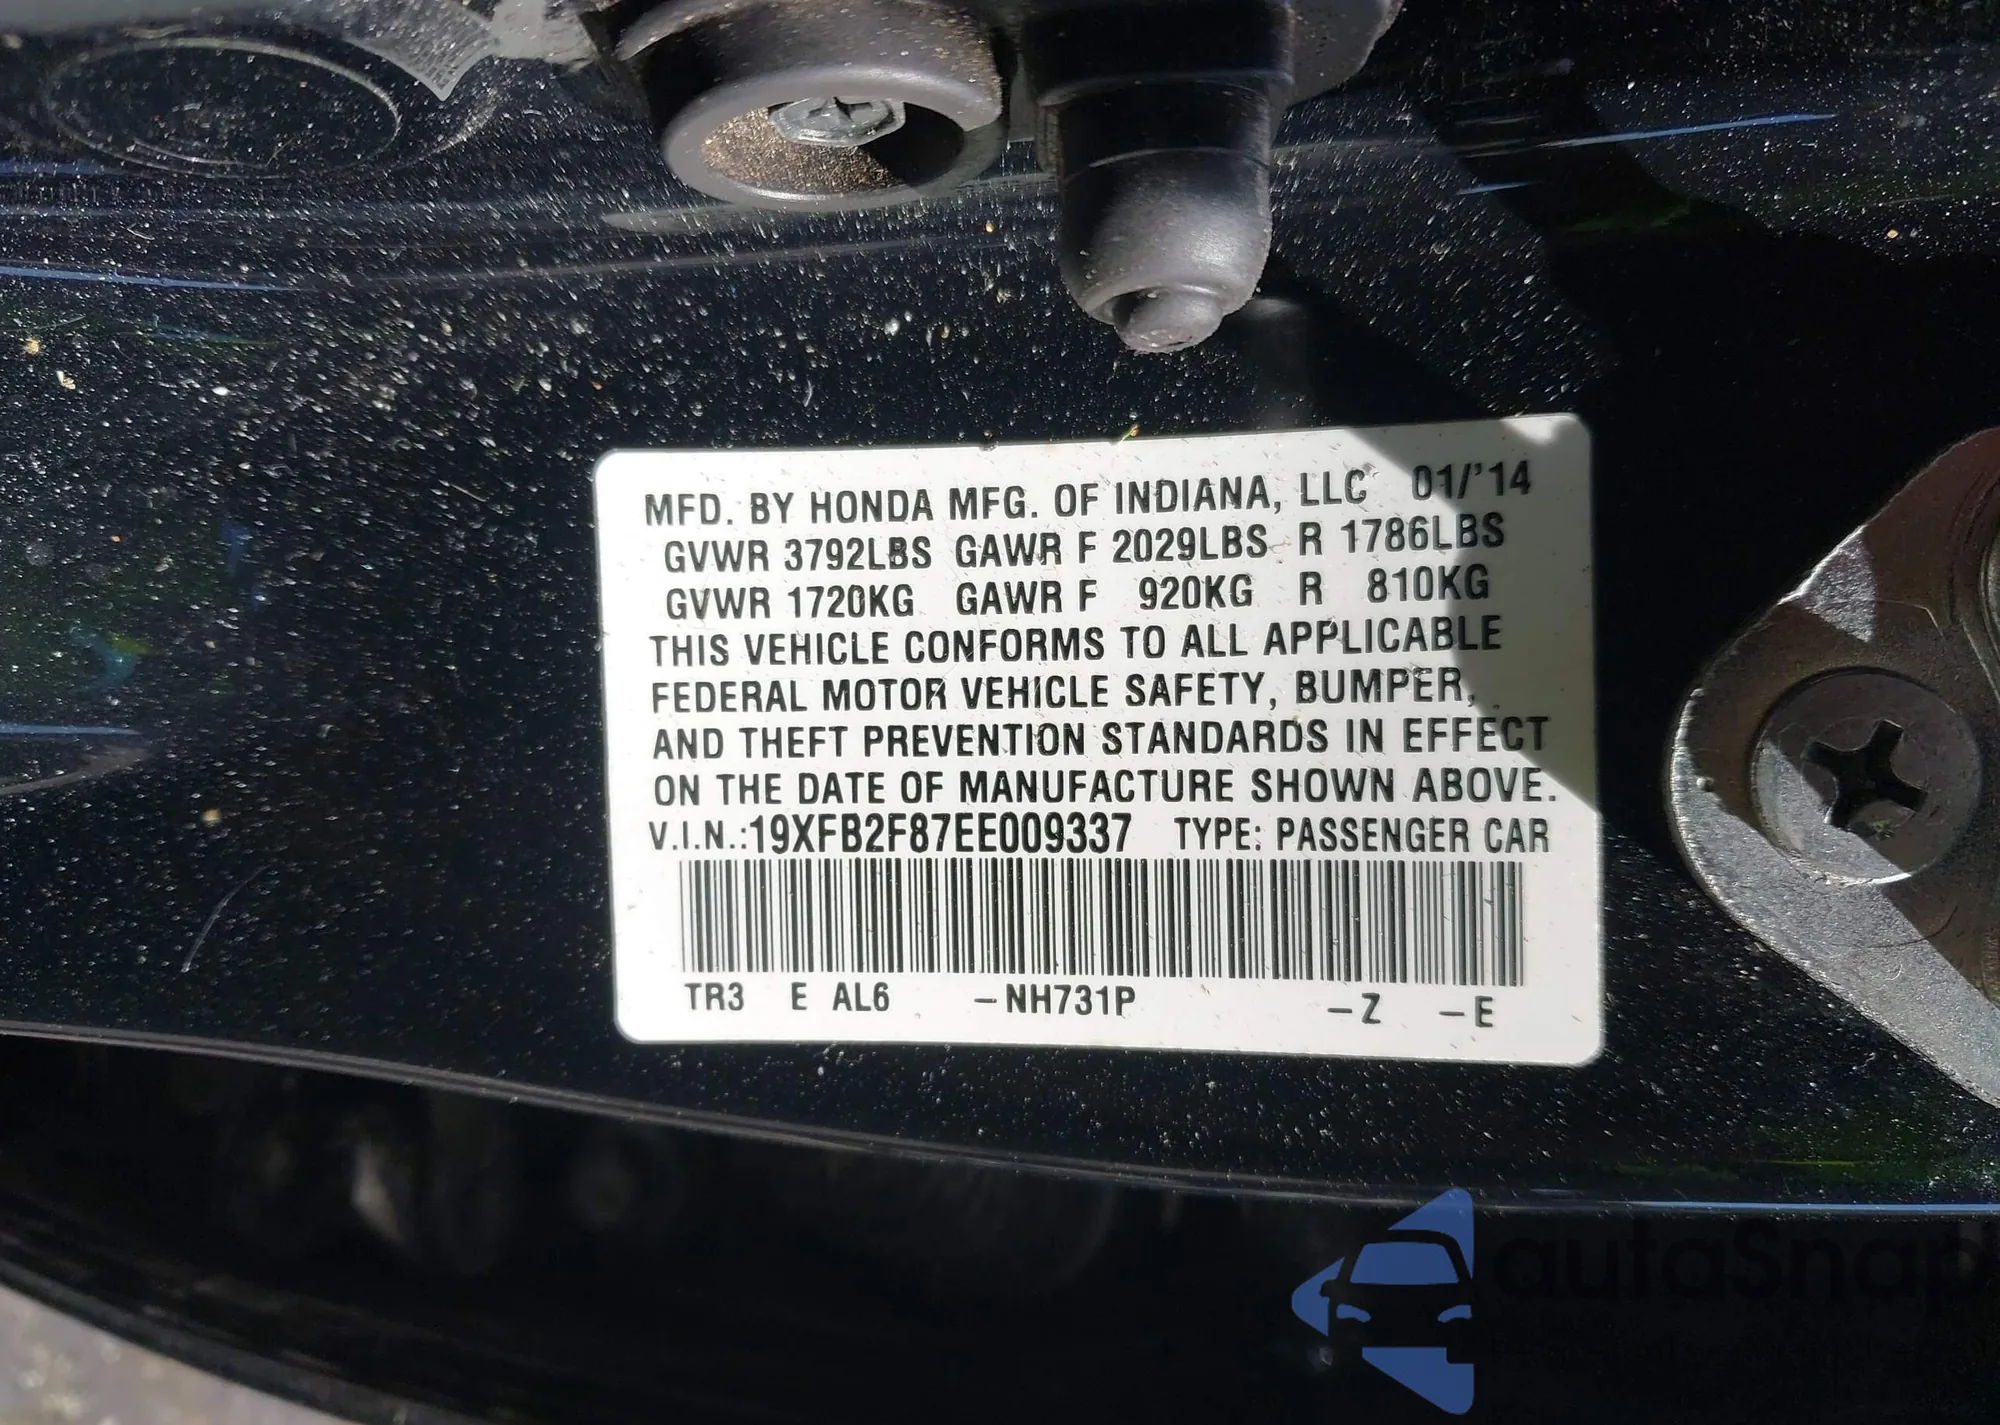 MFD. BY HONDA MFG. OF INDIANA, LLC 01/'14
GVWR 3792LBS GAWR F 2029LBS R 1786LBS
GVWR 1720KG GAWR F 920KG R 810KG
THIS VEHICLE CONFORMS TO ALL APPLICABLE
FEDERAL MOTOR VEHICLE SAFETY, BUMPER,
AND THEFT PREVENTION STANDARDS IN EFFECT
ON THE DATE OF MANUFACTURE SHOWN ABOVE.
V.I.N.:19XFB2F87EE009337 TYPE: PASSENGER CAR
TR3 E AL6 –NH731P –Z –E
autoSnap